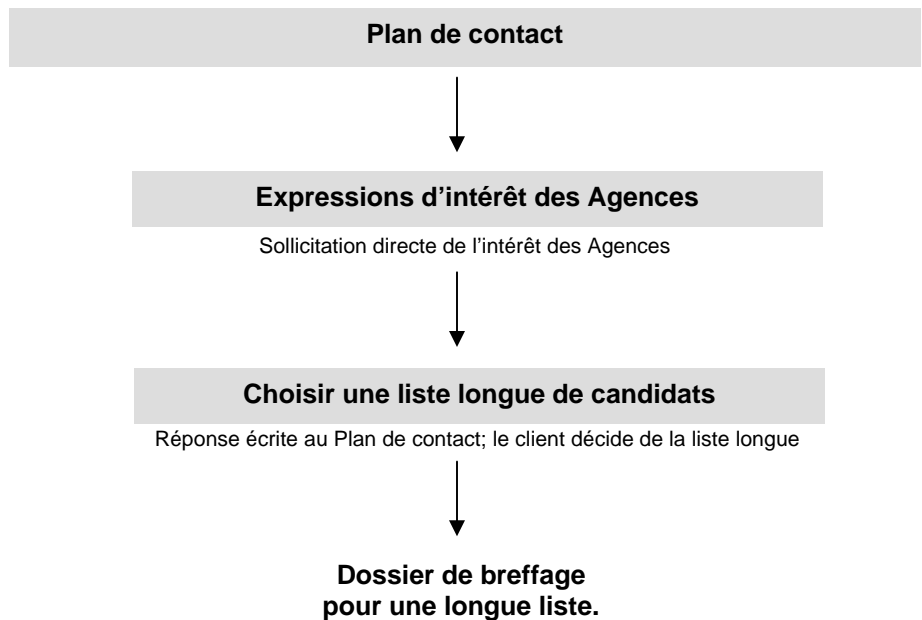 Plan de contact
Expressions d’intérêt des Agences
Sollicitation directe de l’intérêt des Agences
Choisir une liste longue de candidats
Réponse écrite au Plan de contact; le client décide de la liste longue
Dossier de breffage
pour une longue liste.